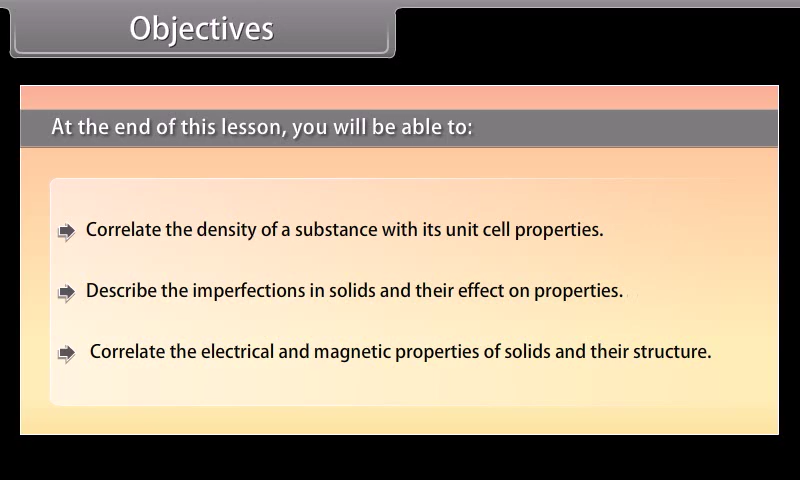 Objectives
At the end of this lesson, you will be able to:
Correlate the density of a substance with its unit cell properties.
Describe the imperfections in solids and their effect on properties.
Correlate the electrical and magnetic properties of solids and their structure.